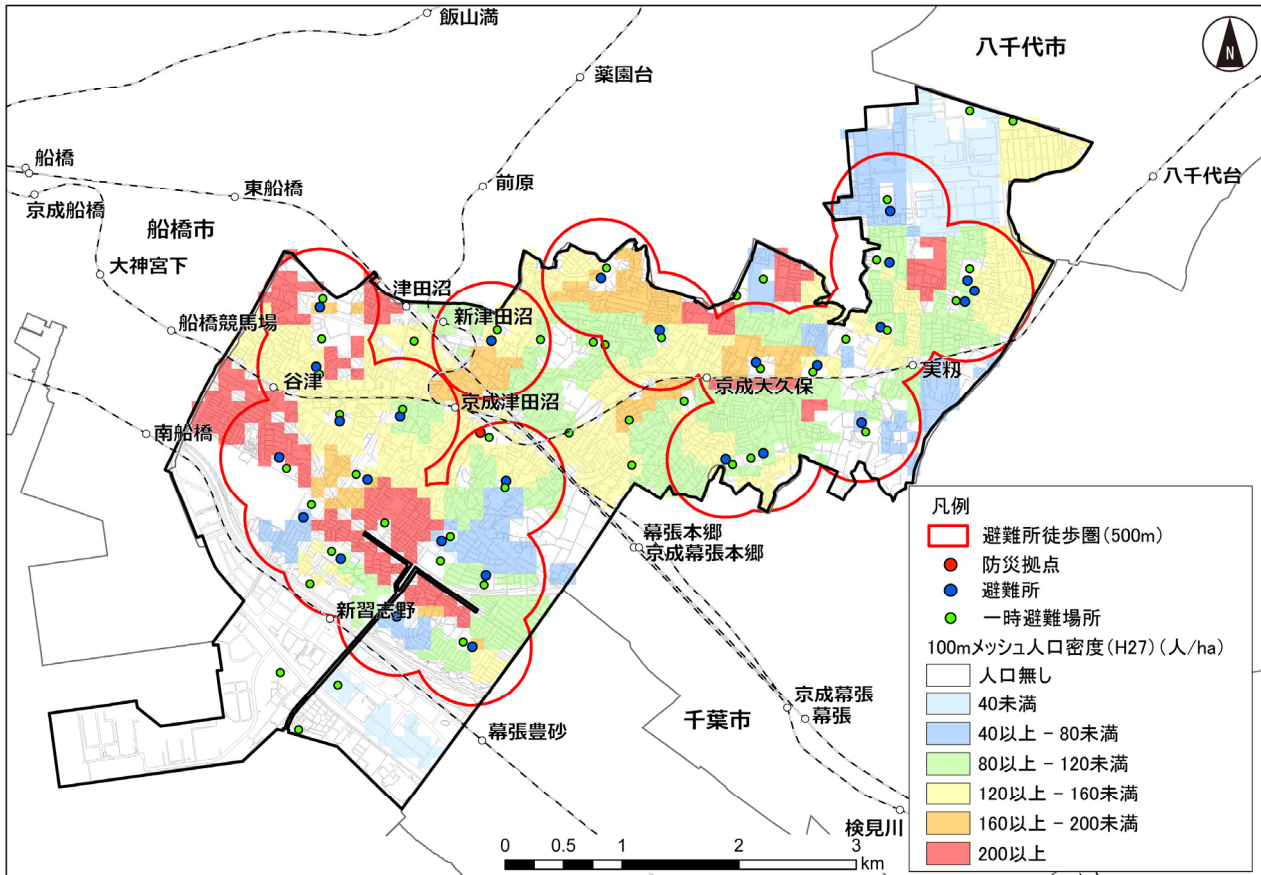 飯山満
八千代市
N
薬園台
船橋
東船橋
前原
八千代台
京成船橋
船橋市
大神宮下
津田沼
新津田沼
船橋競馬場
谷津
京成大久保
実籾
京成津田沼
南船橋
幕張本郷
京成幕張本郷
新習志野
京成幕張
幕張
千葉市
幕張豊砂
検見川
凡例
避難所徒歩圏(500m)
防災拠点
避難所
一時避難場所
100mメッシュ人口密度(H27)(人/ha)
人口無し
40未満
40以上 - 80未満
80以上 - 120未満
120以上 - 160未満
160以上 - 200未満
200以上
0 0.5 1 2 3
km